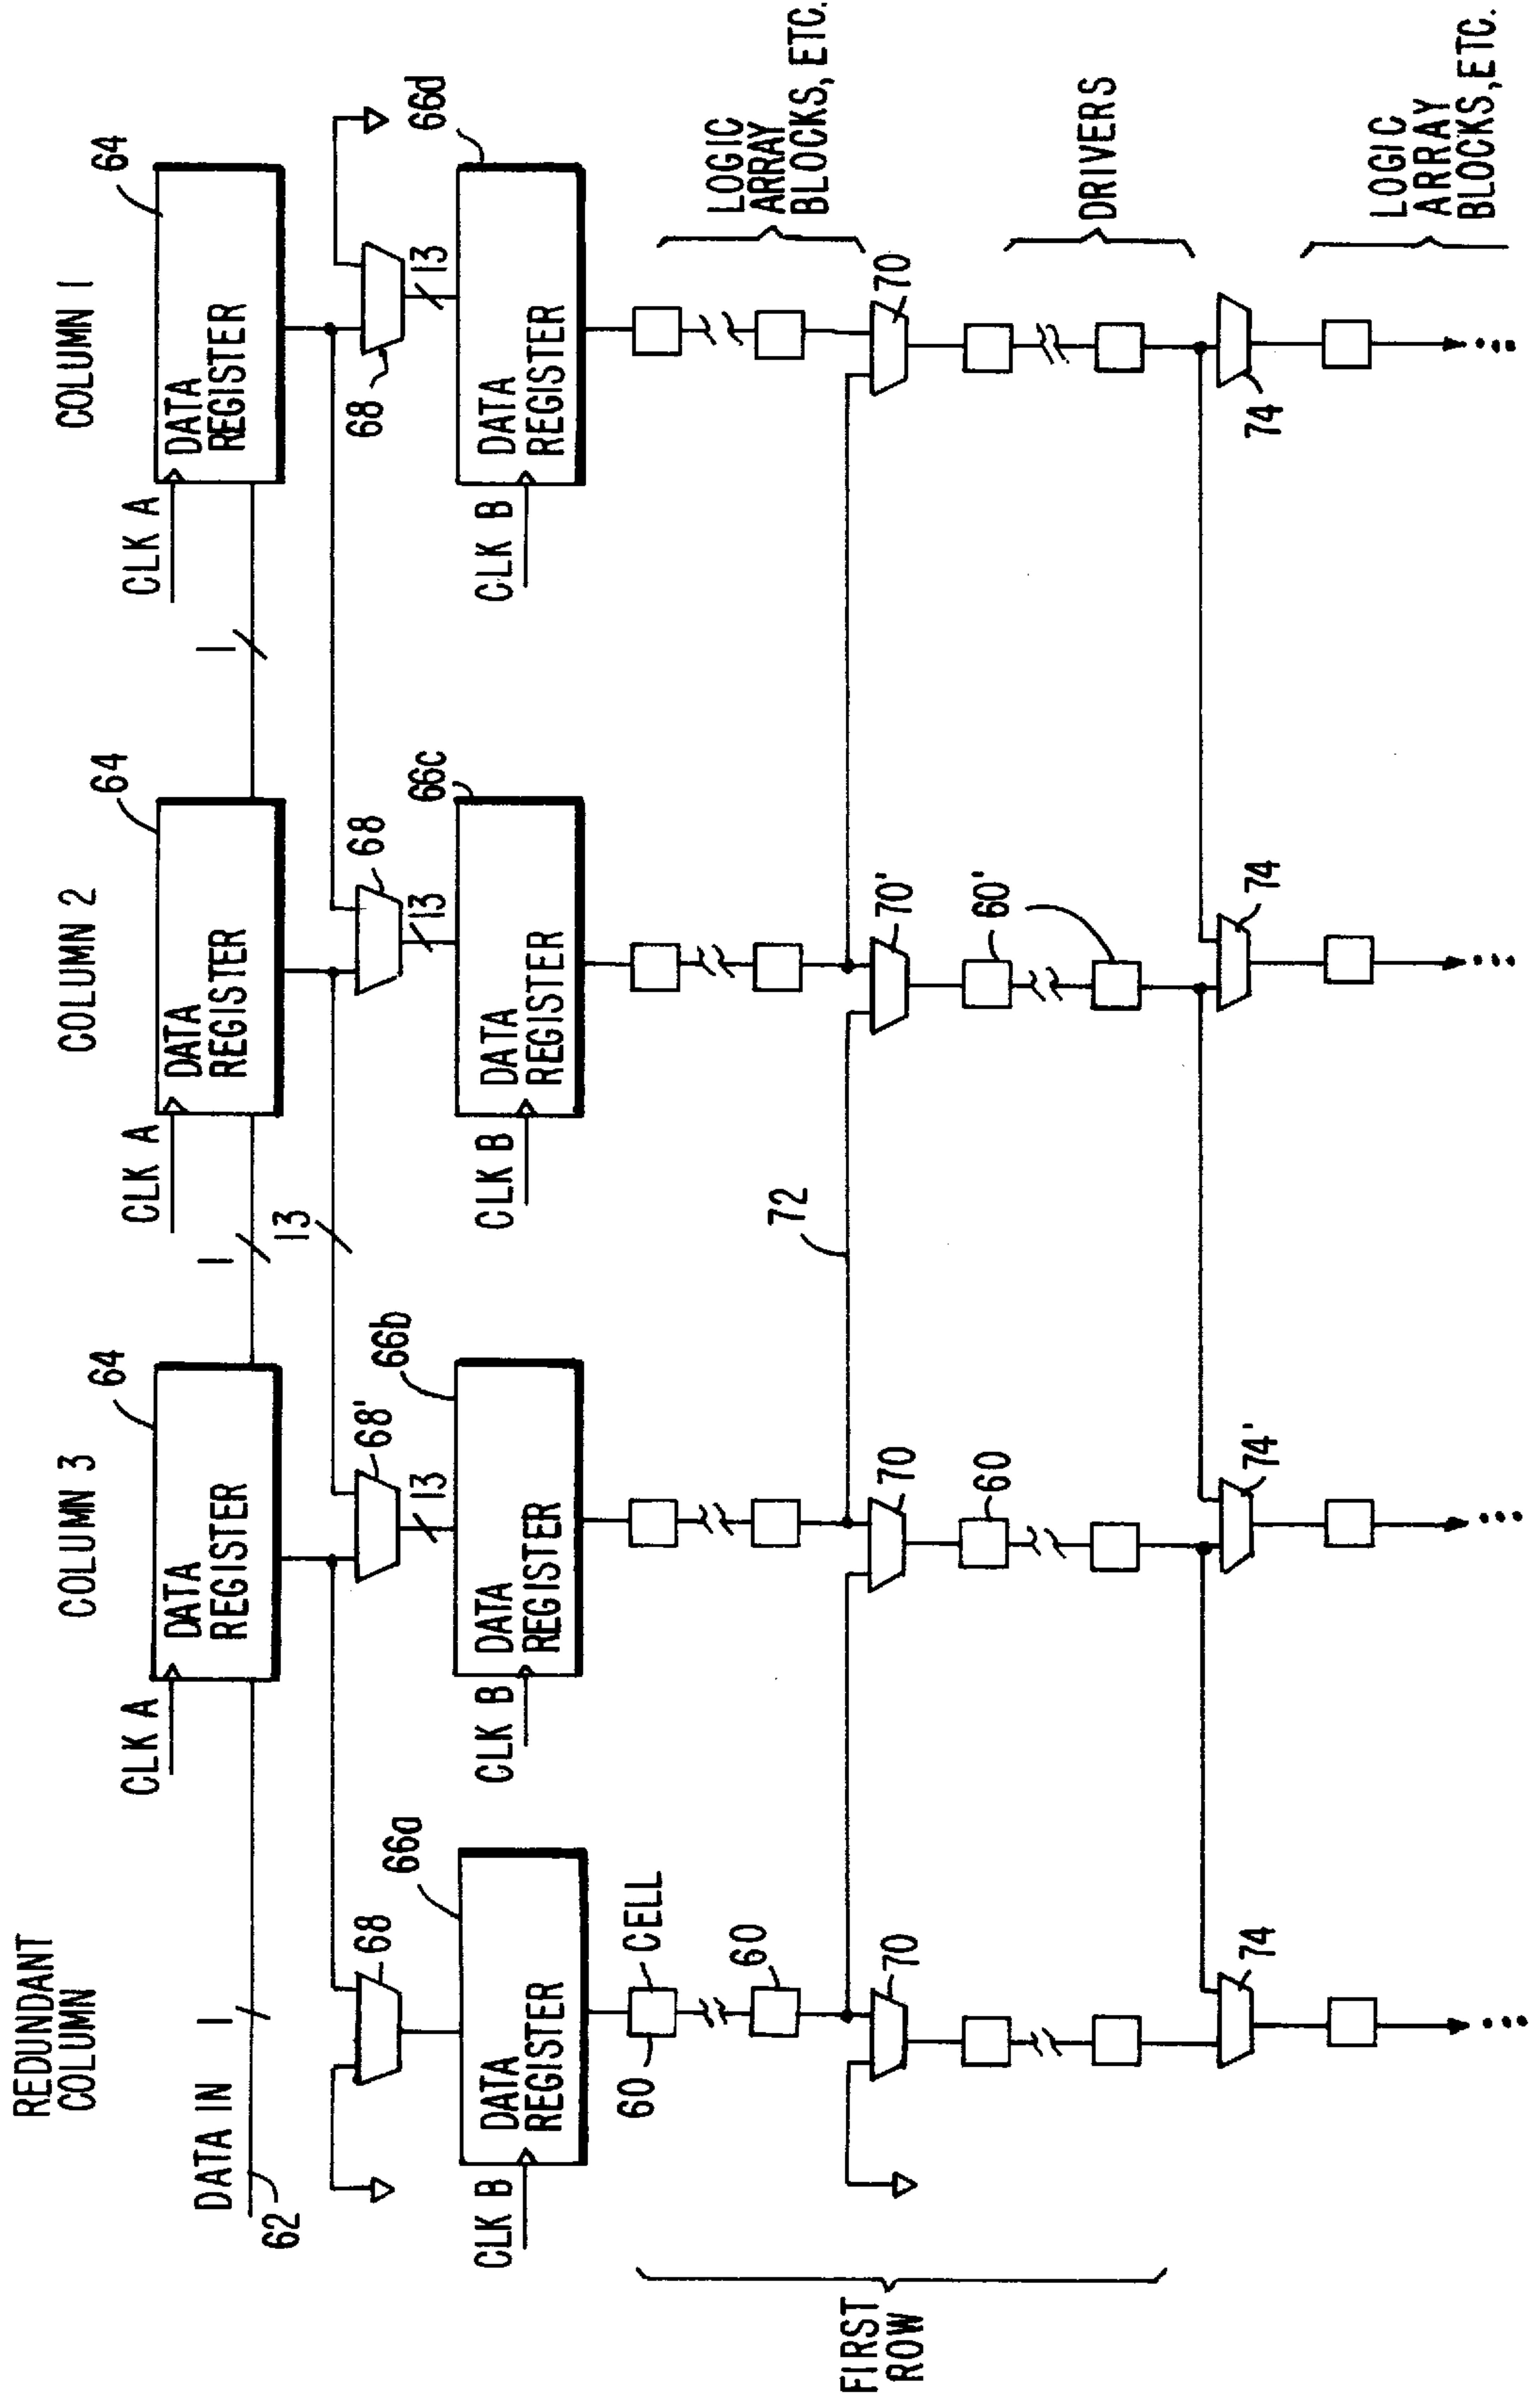 REDUNDANT
COLUMN
COLUMN 3
COLUMN 2
COLUMN 1
DATA IN
62
1
CLK A
DATA
REGISTER
64
1
CLK A
DATA
REGISTER
64
1
CLK A
DATA
REGISTER
64
13
68
68'
68
68
13
13
13
CLK B
DATA
REGISTER
66a
CLK B
DATA
REGISTER
66b
CLK B
DATA
REGISTER
66c
CLK B
DATA
REGISTER
66d
60
CELL
60
72
LOGIC
ARRAY
BLOCKS, ETC.
FIRST
ROW
70
70
70'
70
60
60'
DRIVERS
74
74'
74
74
LOGIC
ARRAY
BLOCKS, ETC.